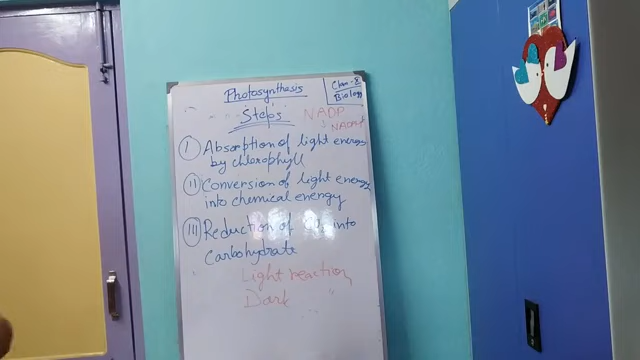 Photosynthesis
Class-8
Biology
Steps
NADP
NADPH
(I) Absorption of light energy
by chlorophyll
(II) Conversion of light energy
into chemical energy
(III) Reduction of into
Carbohydrate
Light reaction
Dark "